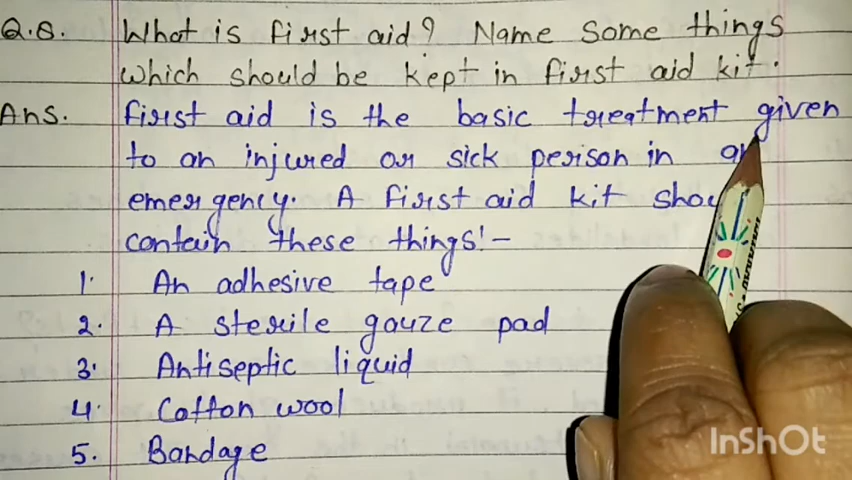 Q.8. What is first aid? Name some things
which should be kept in first aid kit.
Ans. first aid is the basic treatment given
to an injured or sick person in
emergency. A first aid kit
contain these things:-
1. An adhesive tape
2. A sterile gauze pad
3. Antiseptic liquid
4. Cotton wool
5. Bandage
InShOt